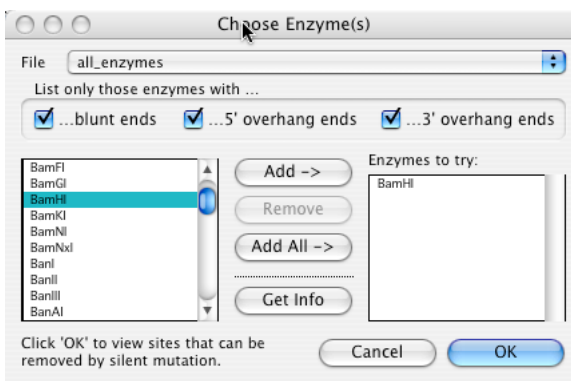 Choose Enzyme(s)
File all_enzymes
List only those enzymes with ...
...blunt ends ...5' overhang ends ...3' overhang ends
BamFI
BamGI
BamHI
BamKI
BamNI
BamNxI
BanI
BanII
BanIII
BanAI
Add ->
Remove
Add All ->
Get Info
Enzymes to try:
BamHI
Click 'OK' to view sites that can be
removed by silent mutation.
Cancel OK